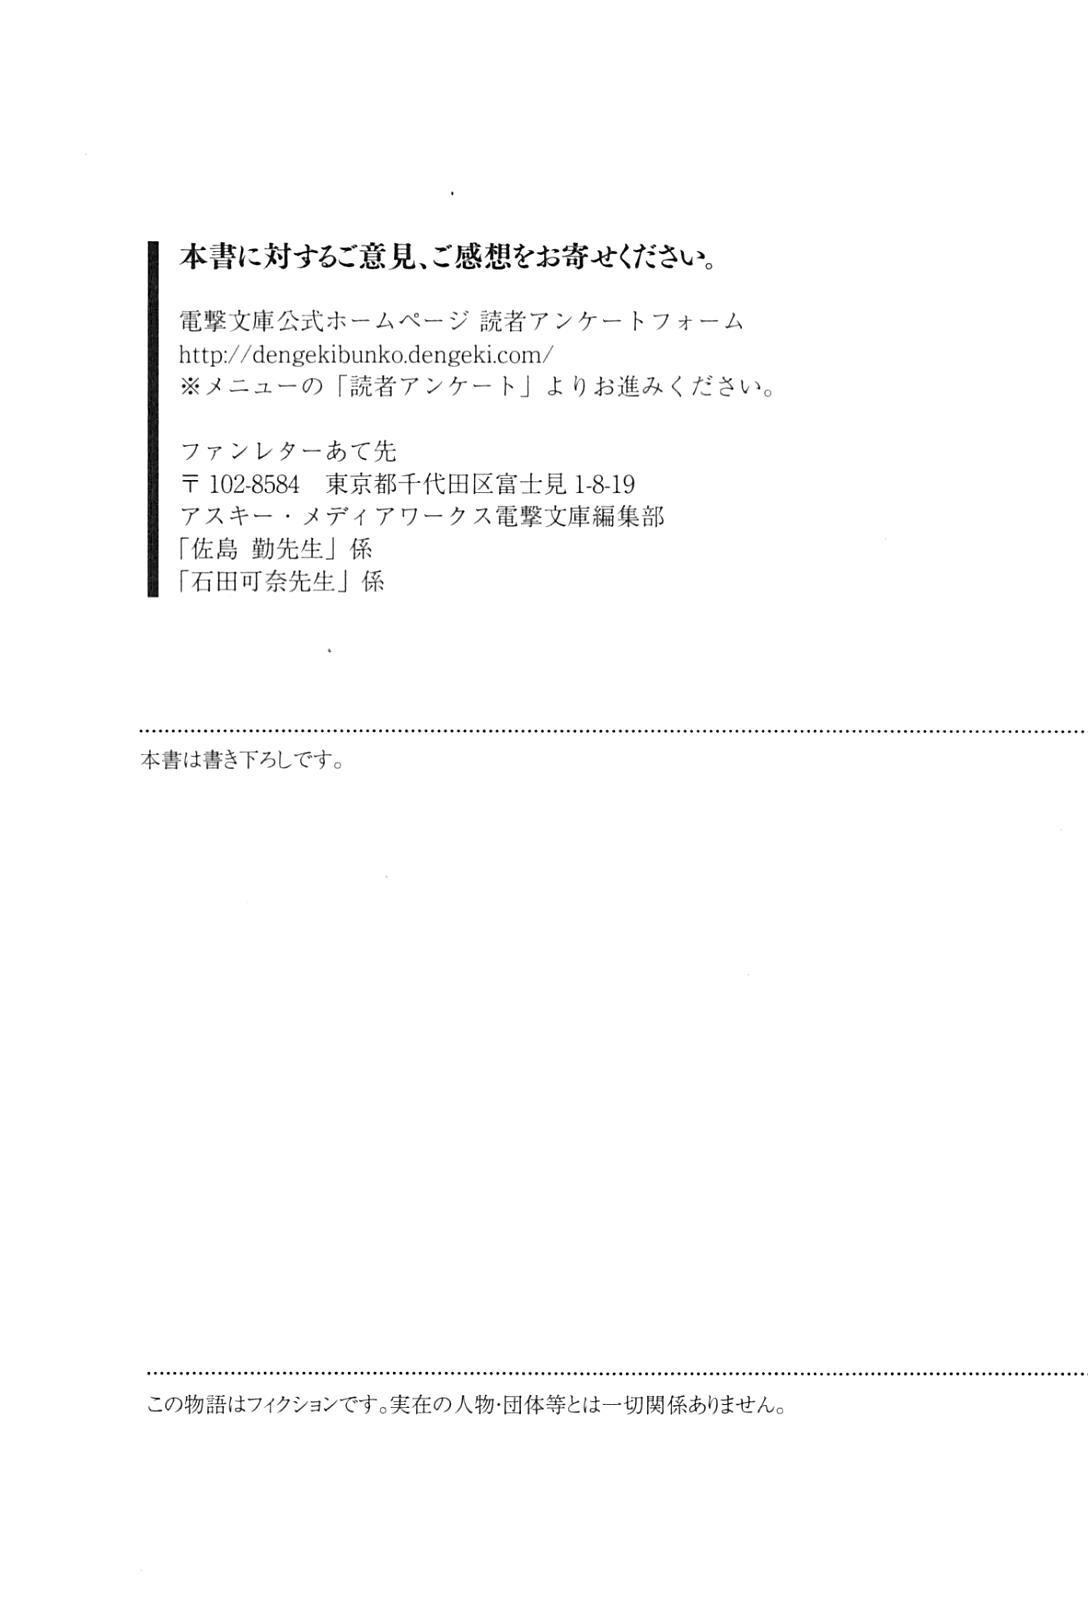 本書に対するご意見、ご感想をお寄せください。
電撃文庫公式ホームページ 読者アンケートフォーム
http://dengekibunko.dengeki.com/
※メニューの「読者アンケート」よりお進みください。
ファンレターあて先
〒102-8584　東京都千代田区富士見 1-8-19
アスキー・メディアワークス電撃文庫編集部
「佐島 勤先生」係
「石田可奈先生」係
本書は書き下ろしです。
この物語はフィクションです。実在の人物・団体等とは一切関係ありません。